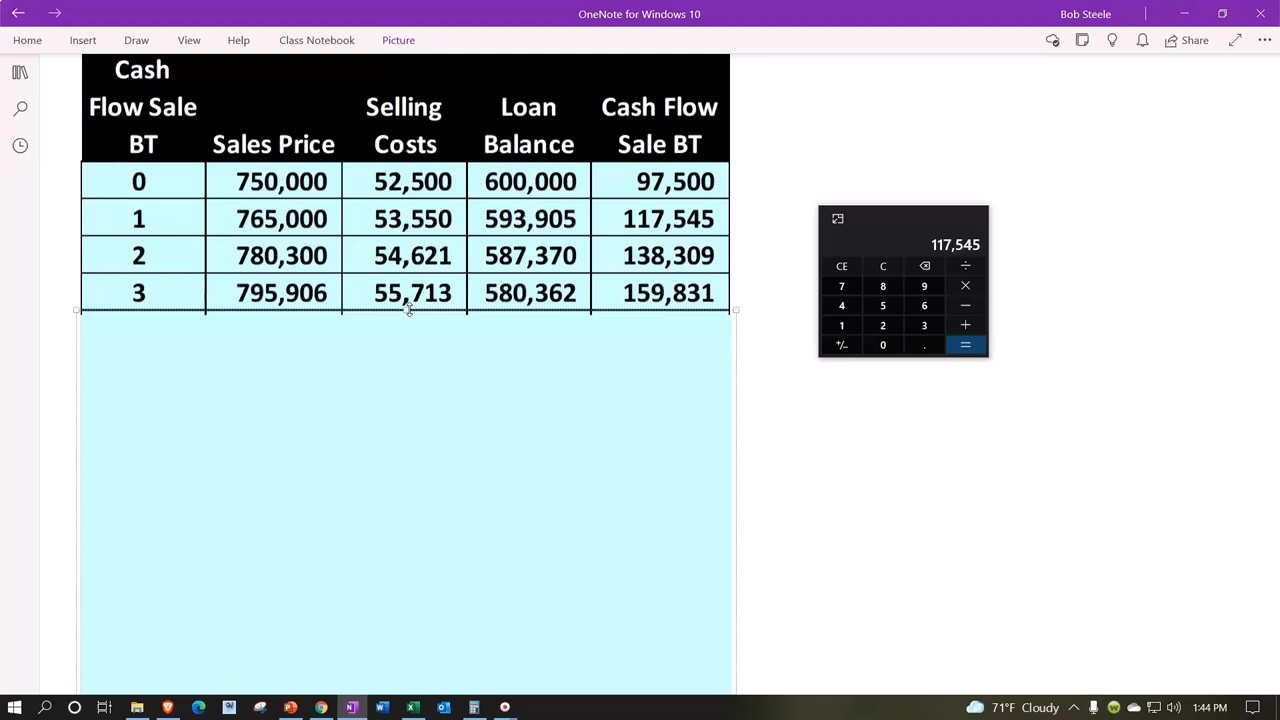 OneNote for Windows 10
Bob Steele
Home Insert Draw View Help Class Notebook Picture
Share
Cash
Flow Sale Selling Loan Cash Flow
BT Sales Price Costs Balance Sale BT
0 750,000 52,500 600,000 97,500
1 765,000 53,550 593,905 117,545
2 780,300 54,621 587,370 138,309
3 795,906 55,713 580,362 159,831
117,545
CE C ÷
7 8 9 ×
4 5 6 −
1 2 3 +
+/− 0 . =
71°F Cloudy
1:44 PM